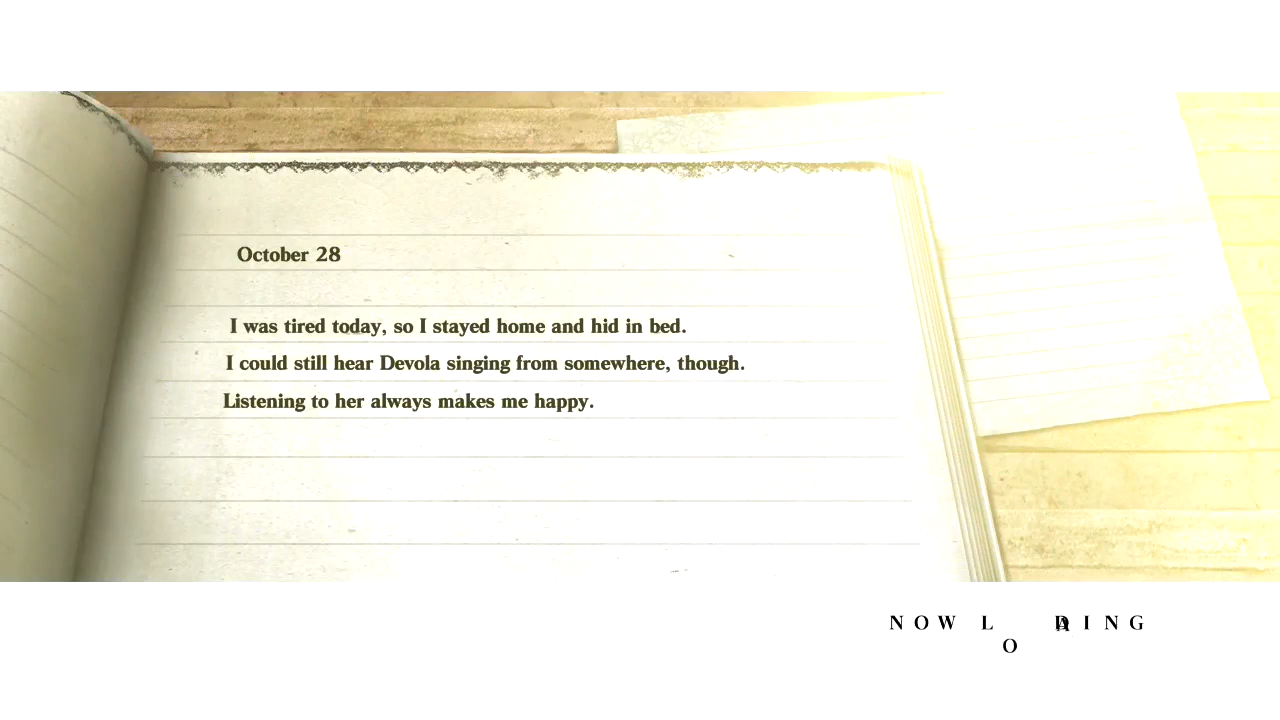 October 28
I was tired today, so I stayed home and hid in bed.
I could still hear Devola singing from somewhere, though.
Listening to her always makes me happy.
NOW LOADING